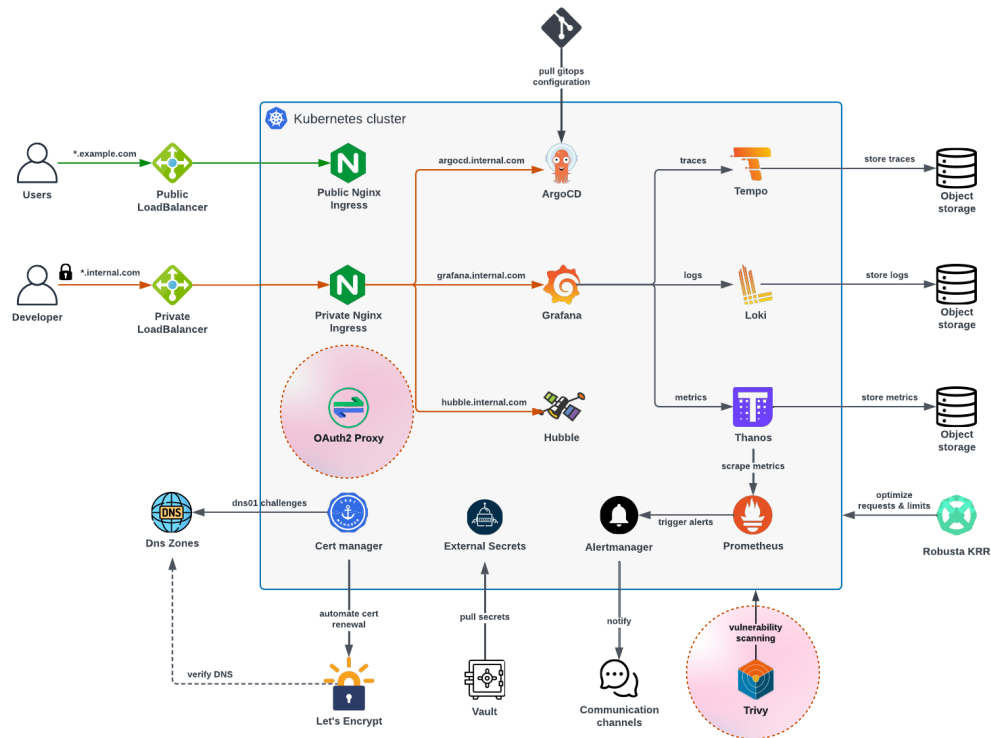 pull gitops
configuration
Kubernetes cluster
*.example.com
Users
Public
LoadBalancer
Public Nginx
Ingress
argocd.internal.com
ArgoCD
traces
Tempo
store traces
Object
storage
*.internal.com
Developer
Private
LoadBalancer
Private Nginx
Ingress
grafana.internal.com
Grafana
logs
Loki
store logs
Object
storage
OAuth2 Proxy
hubble.internal.com
Hubble
metrics
Thanos
store metrics
Object
storage
scrape metrics
DNS
Dns Zones
dns01 challenges
CERT
Cert manager
External Secrets
Alertmanager
trigger alerts
Prometheus
optimize
requests & limits
Robusta KRR
automate cert
renewal
pull secrets
notify
vulnerability
scanning
verify DNS
Let's Encrypt
Vault
Communication
channels
Trivy